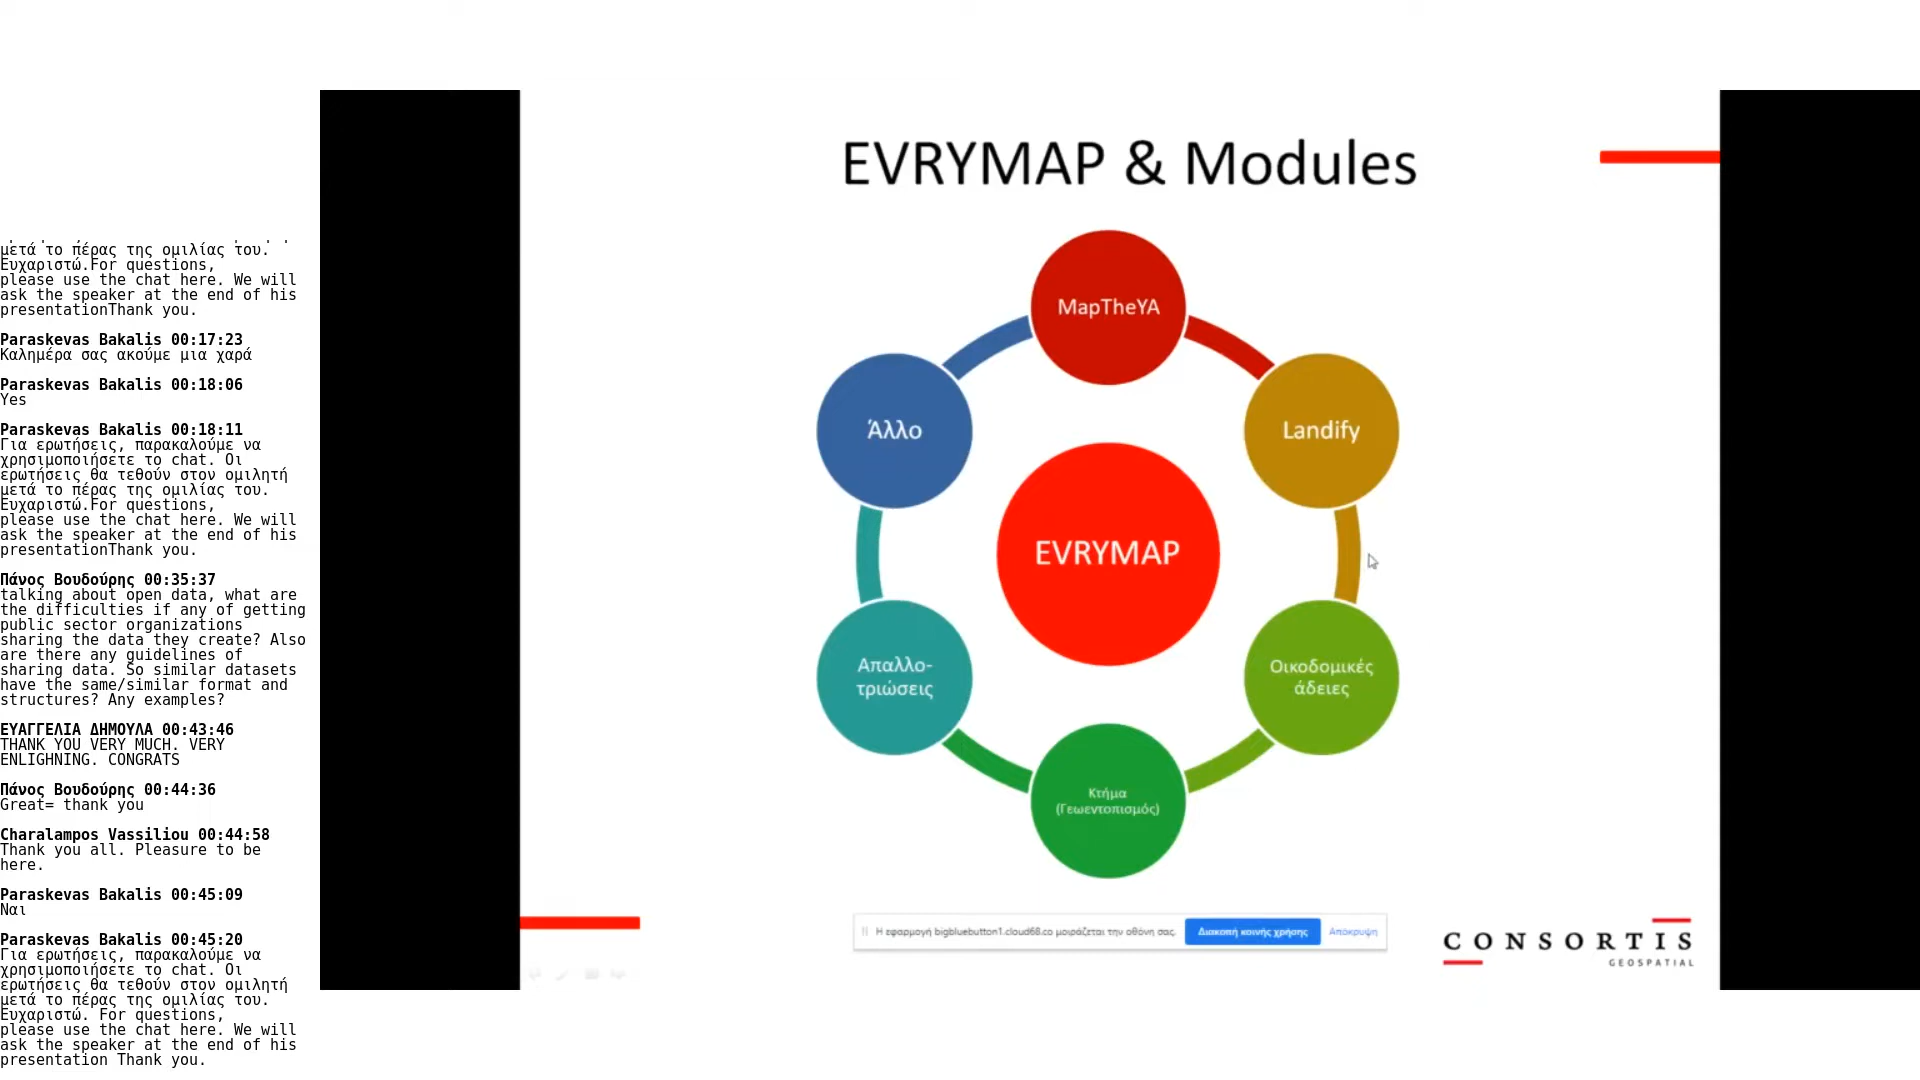 μετά το πέρας της ομιλίας του.
Ευχαριστώ.For questions,
please use the chat here. We will
ask the speaker at the end of his
presentationThank you.
Paraskevas Bakalis 00:17:23
Καλημέρα σας ακούμε μια χαρά
Paraskevas Bakalis 00:18:06
Yes
Paraskevas Bakalis 00:18:11
Για ερωτήσεις, παρακαλούμε να
χρησιμοποιήσετε το chat. Οι
ερωτήσεις θα τεθούν στον ομιλητή
μετά το πέρας της ομιλίας του.
Ευχαριστώ.For questions,
please use the chat here. We will
ask the speaker at the end of his
presentationThank you.
Πάνος Βουδούρης 00:35:37
talking about open data, what are
the difficulties if any of getting
public sector organizations
sharing the data they create? Also
are there any guidelines of
sharing data. So similar datasets
have the same/similar format and
structures? Any examples?
ΕΥΑΓΓΕΛΙΑ ΔΗΜΟΥΛΑ 00:43:46
THANK YOU VERY MUCH. VERY
ENLIGHNING. CONGRATS
Πάνος Βουδούρης 00:44:36
Great= thank you
Charalampos Vassiliou 00:44:58
Thank you all. Pleasure to be
here.
Paraskevas Bakalis 00:45:09
Ναι
Paraskevas Bakalis 00:45:20
Για ερωτήσεις, παρακαλούμε να
χρησιμοποιήσετε το chat. Οι
ερωτήσεις θα τεθούν στον ομιλητή
μετά το πέρας της ομιλίας του.
Ευχαριστώ. For questions,
please use the chat here. We will
ask the speaker at the end of his
presentation Thank you.
EVRYMAP & Modules
MapTheYA
Landify
Οικοδομικές
άδειες
Κτήμα
(Γεωεντοπισμός)
Απαλλο-
τριώσεις
Άλλο
EVRYMAP
Η εφαρμογή bigbluebutton1.cloud68.co μοιράζεται την οθόνη σας.
Διακοπή κοινής χρήσης
Απόκρυψη
CONSORTIS
GEOSPATIAL